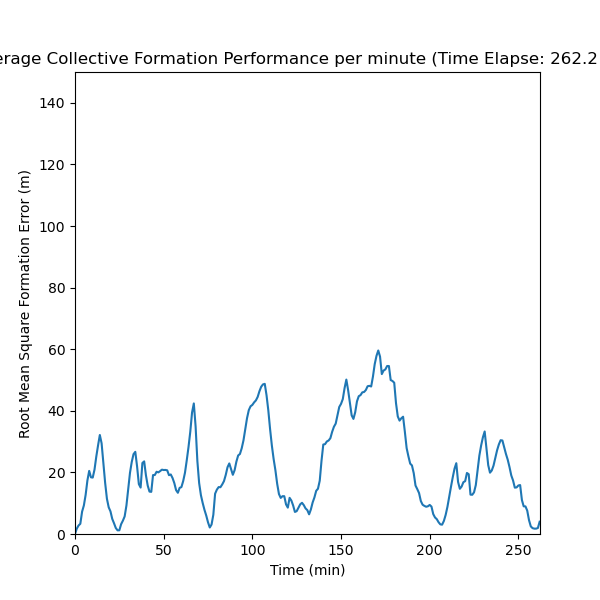 erage Collective Formation Performance per minute (Time Elapse: 262.2
Root Mean Square Formation Error (m)
140
120
100
80
60
40
20
0
0 50 100 150 200 250
Time (min)